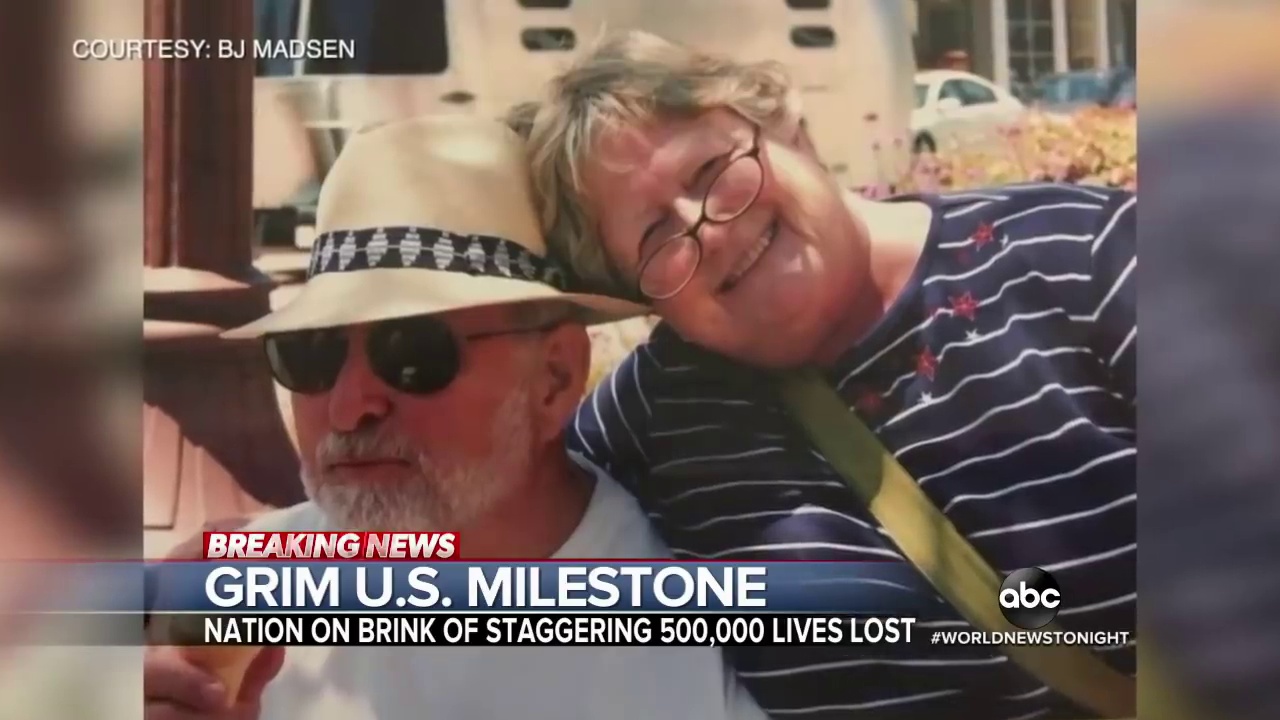 COURTESY: BJ MADSEN
BREAKING NEWS
GRIM U.S. MILESTONE
abc
NATION ON BRINK OF STAGGERING 500,000 LIVES LOST
#WORLDNEWSTONIGHT